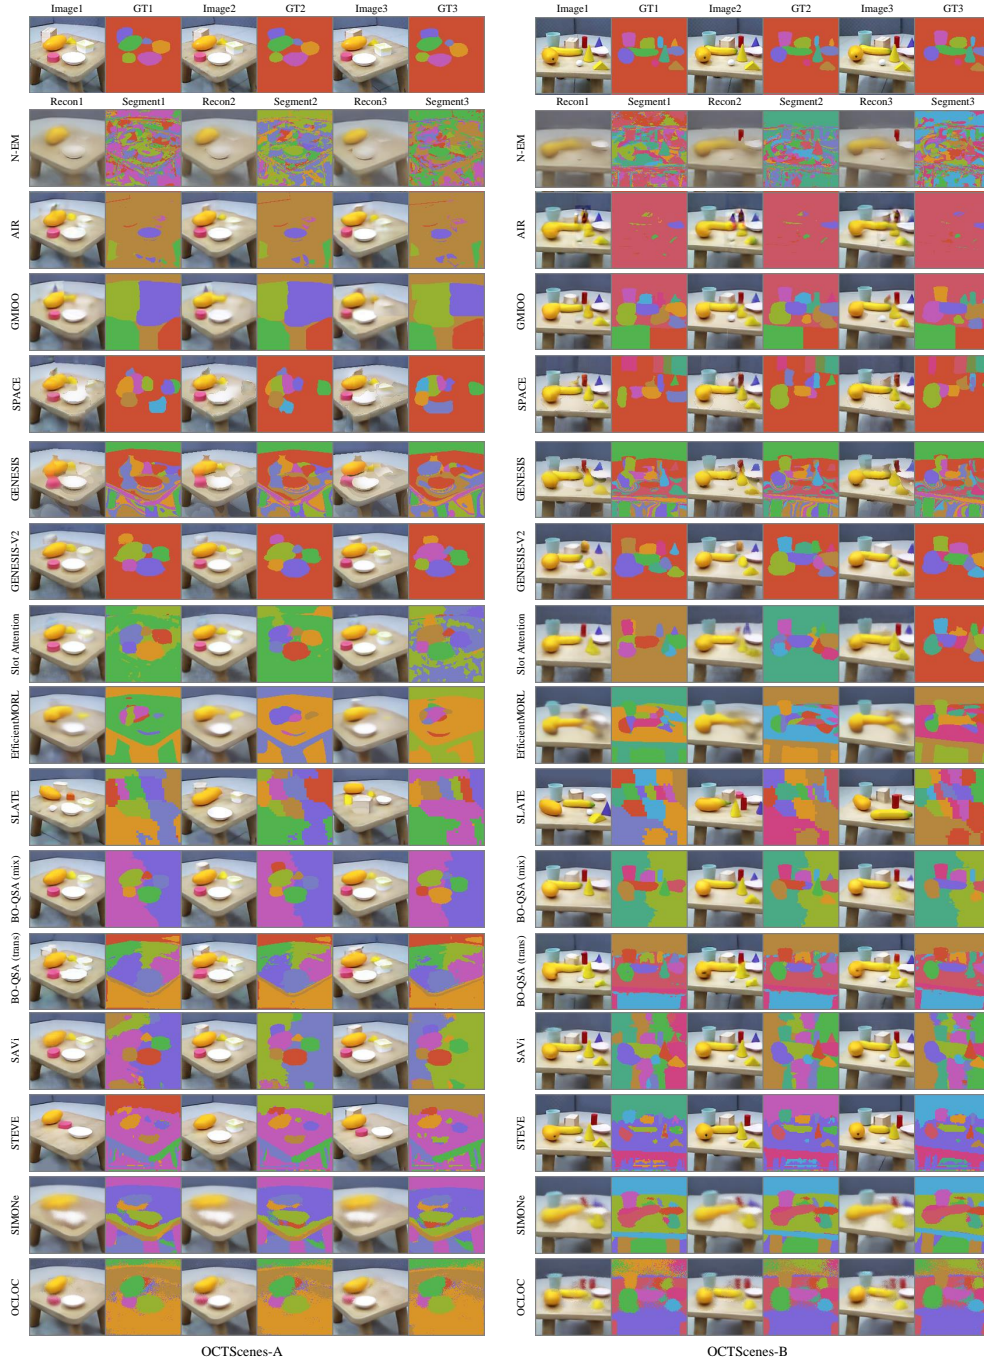 Image1 GT1 Image2 GT2 Image3 GT3 Image1 GT1 Image2 GT2 Image3 GT3
Recon1 Segment1 Recon2 Segment2 Recon3 Segment3 Recon1 Segment1 Recon2 Segment2 Recon3 Segment3
N-EM N-EM
AIR AIR
GMIOO GMIOO
SPACE SPACE
GENESIS GENESIS
GENESIS-V2 GENESIS-V2
Slot Attention Slot Attention
EfficientMORL EfficientMORL
SLATE SLATE
BO-QSA (mix) BO-QSA (mix)
BO-QSA (trans) BO-QSA (trans)
SAVi SAVi
STEVE STEVE
SIMONe SIMONe
OCLOC OCLOC
OCTScenes-A OCTScenes-B